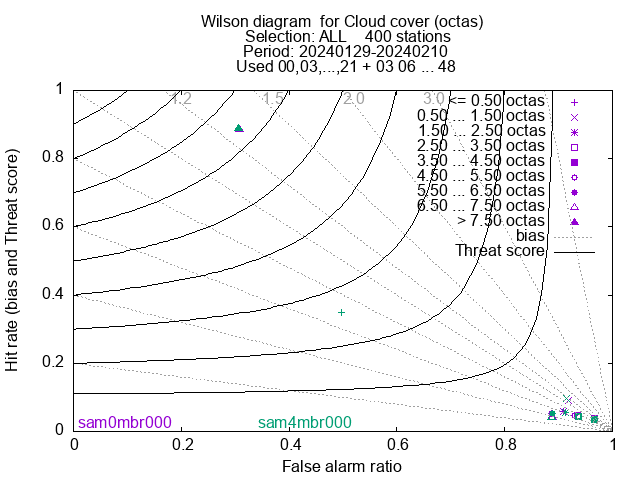 Wilson diagram  for Cloud cover (octas)
Selection: ALL    400 stations
Period: 20240129-20240210
Used 00,03,...,21 + 03 06 ... 48
1.2 1.5 2.0 3.0
<= 0.50 octas
0.50 ... 1.50 octas
1.50 ... 2.50 octas
2.50 ... 3.50 octas
3.50 ... 4.50 octas
4.50 ... 5.50 octas
5.50 ... 6.50 octas
6.50 ... 7.50 octas
> 7.50 octas
bias
Threat score
1
0.8
0.6
0.4
0.2
0
Hit rate (bias and Threat score)
sam0mbr000 sam4mbr000
0 0.2 0.4 0.6 0.8 1
False alarm ratio